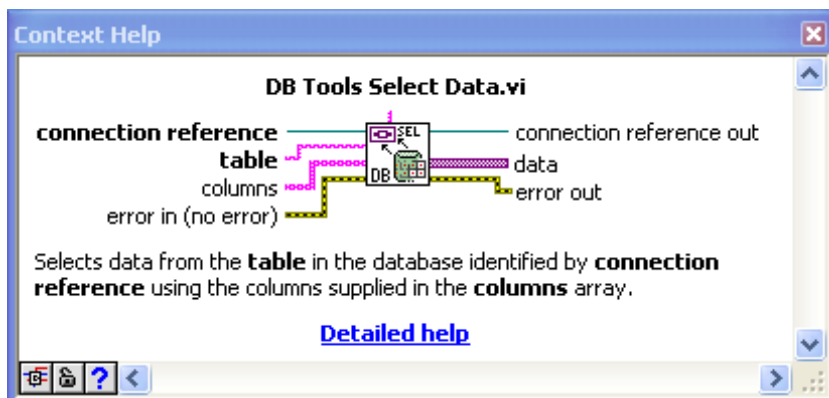 Context Help
DB Tools Select Data.vi
connection reference
SEL
connection reference out
table
data
columns
DB
error out
error in (no error)
Selects data from the table in the database identified by connection
reference using the columns supplied in the columns array.
Detailed help
?